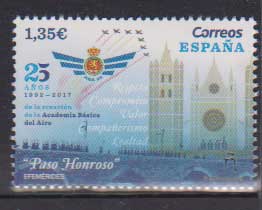 1,35€
Correos
ESPAÑA
25
AÑOS
1992-2017
de la creación
de la Academia Básica
del Aire
Respeto
Compromiso
Valor
Compañerismo
Lealtad
"Paso Honroso"
EFEMÉRIDES